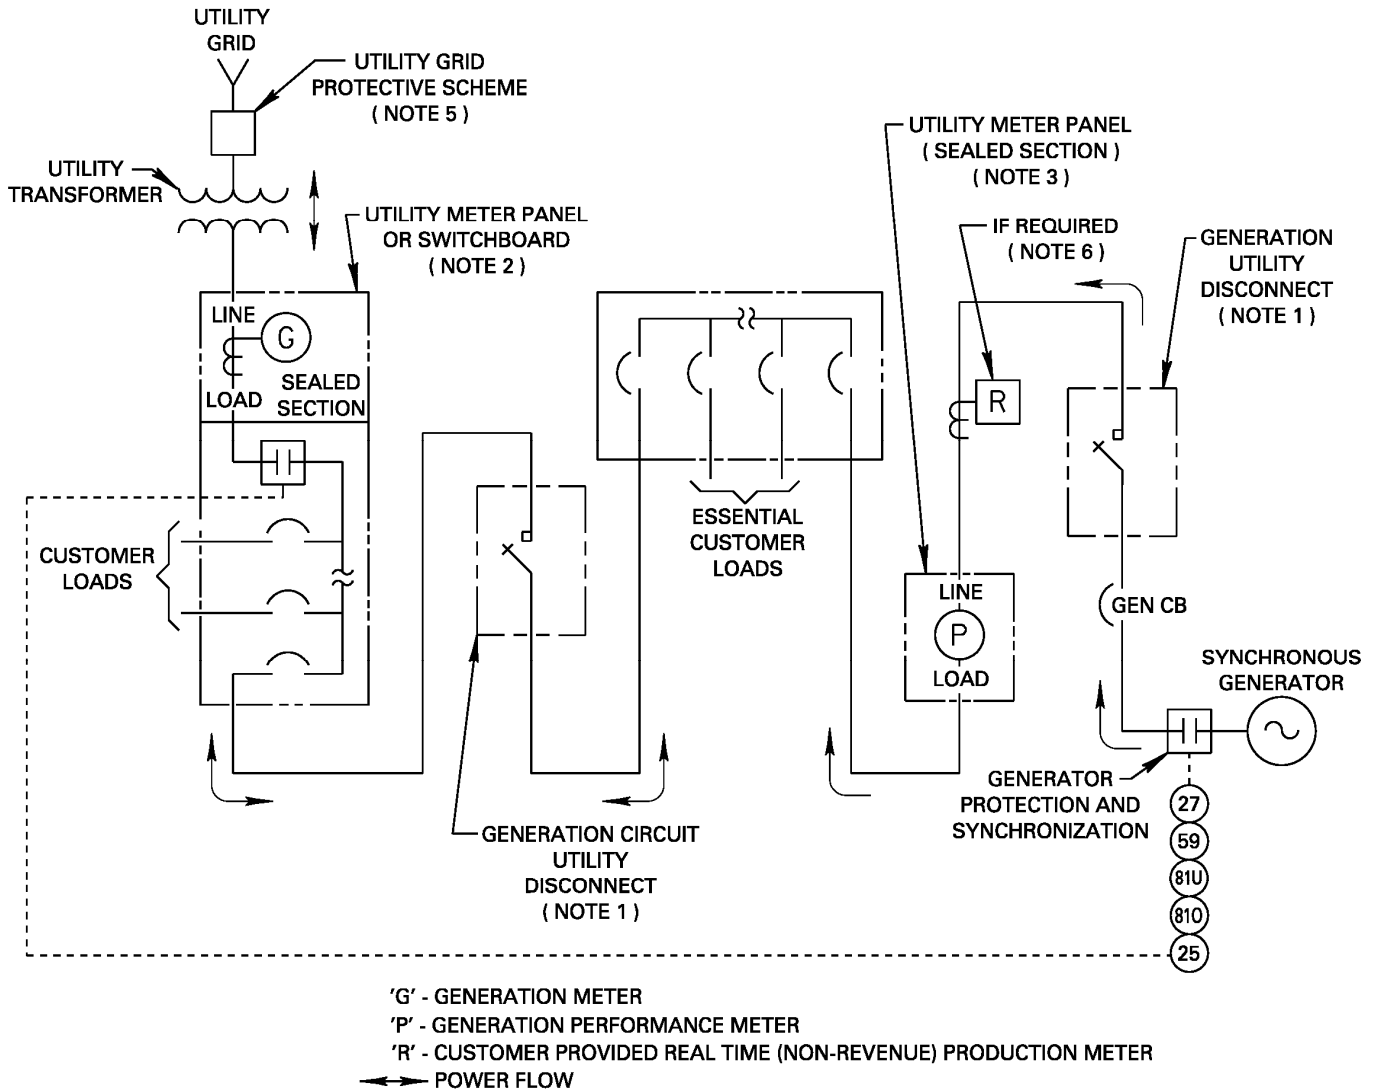 UTILITY
GRID
UTILITY GRID
PROTECTIVE SCHEME
( NOTE 5 )
UTILITY
TRANSFORMER
UTILITY METER PANEL
OR SWITCHBOARD
( NOTE 2 )
LINE
G
LOAD
SEALED
SECTION
CUSTOMER
LOADS
GENERATION CIRCUIT
UTILITY
DISCONNECT
( NOTE 1 )
ESSENTIAL
CUSTOMER
LOADS
UTILITY METER PANEL
( SEALED SECTION )
( NOTE 3 )
IF REQUIRED
( NOTE 6 )
R
GENERATION
UTILITY
DISCONNECT
( NOTE 1 )
LINE
P
LOAD
GEN CB
SYNCHRONOUS
GENERATOR
GENERATOR
PROTECTION AND
SYNCHRONIZATION
27
59
81U
81O
25
'G' - GENERATION METER
'P' - GENERATION PERFORMANCE METER
'R' - CUSTOMER PROVIDED REAL TIME (NON-REVENUE) PRODUCTION METER
POWER FLOW